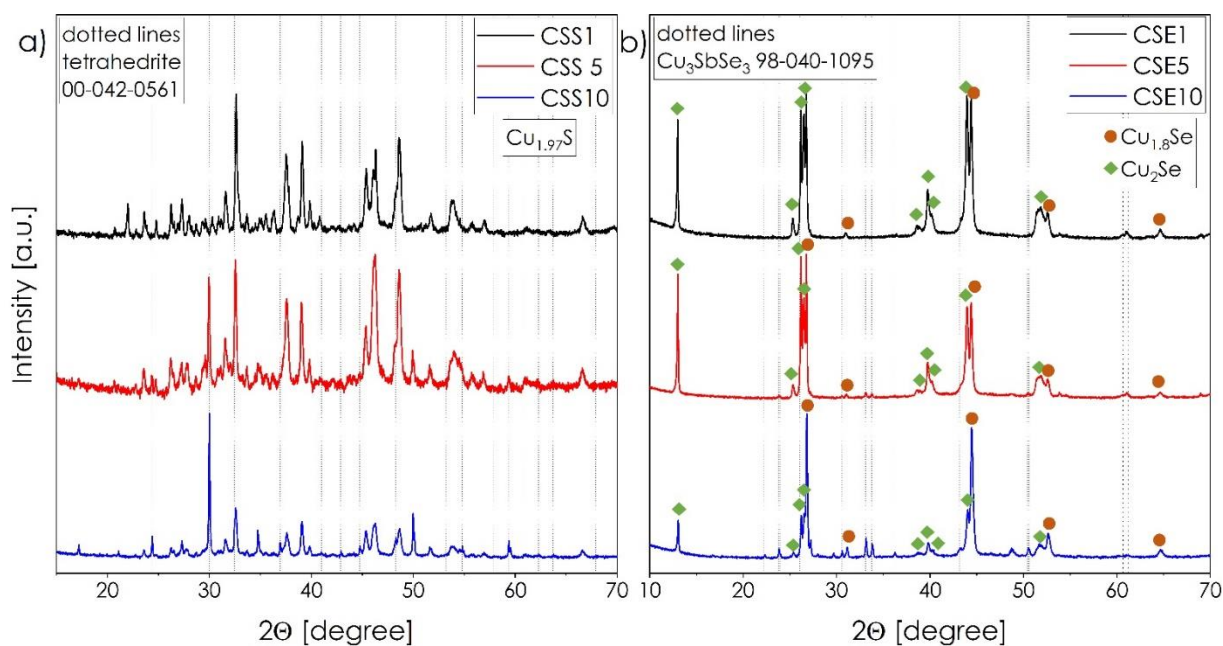 a)
dotted lines
tetrahedrite
00-042-0561
CSS1
CSS 5
CSS10
Cu₁.₉₇S
Intensity [a.u.]
30
40
50
60
70
2Θ [degree]
b)
dotted lines
Cu₃SbSe₃ 98-040-1095
CSE1
CSE5
CSE10
Cu₁.₈Se
Cu₂Se
10
20
30
40
50
60
70
2Θ [degree]